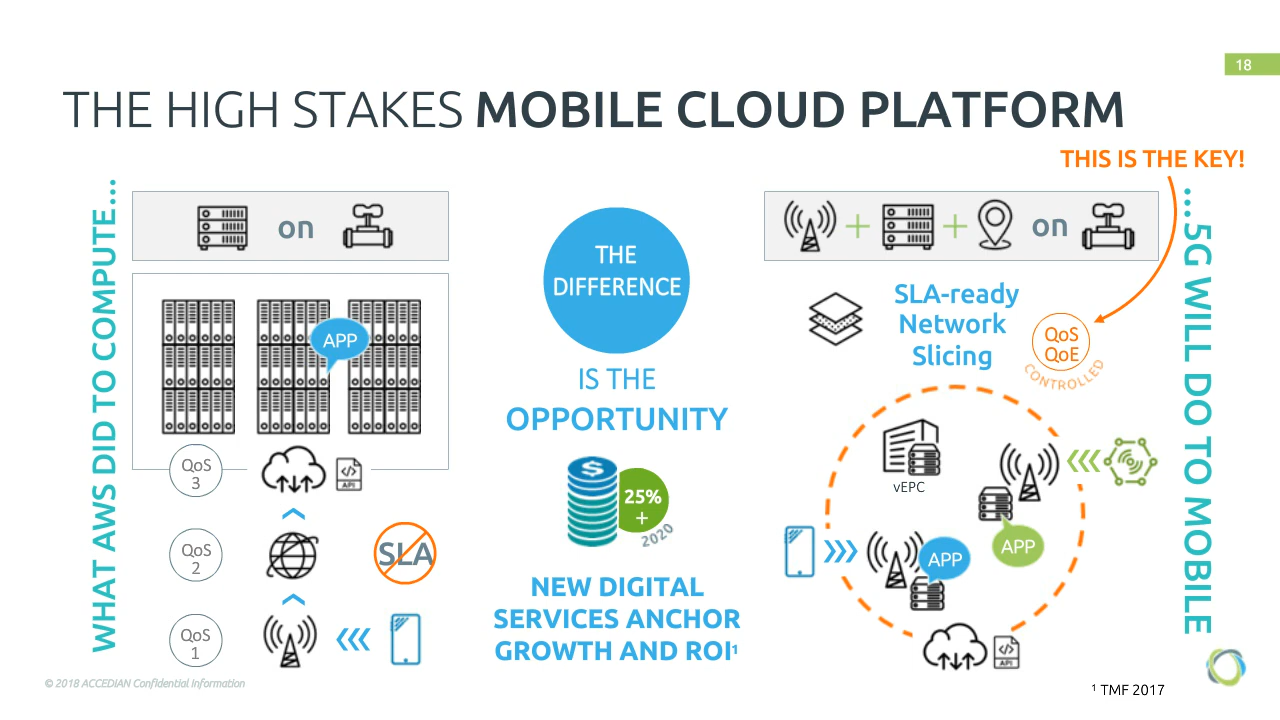 18
THE HIGH STAKES MOBILE CLOUD PLATFORM
THIS IS THE KEY!
WHAT AWS DID TO COMPUTE...
on
APP
QoS
3
API
QoS
2
SLA
QoS
1
THE
DIFFERENCE
IS THE
OPPORTUNITY
$
25%
+
2020
NEW DIGITAL
SERVICES ANCHOR
GROWTH AND ROI¹
+ + on
SLA-ready
Network
Slicing
QoS
QoE
CONTROLLED
vEPC
APP
APP
API
...5G WILL DO TO MOBILE
© 2018 ACCEDIAN Confidential Information
¹ TMF 2017